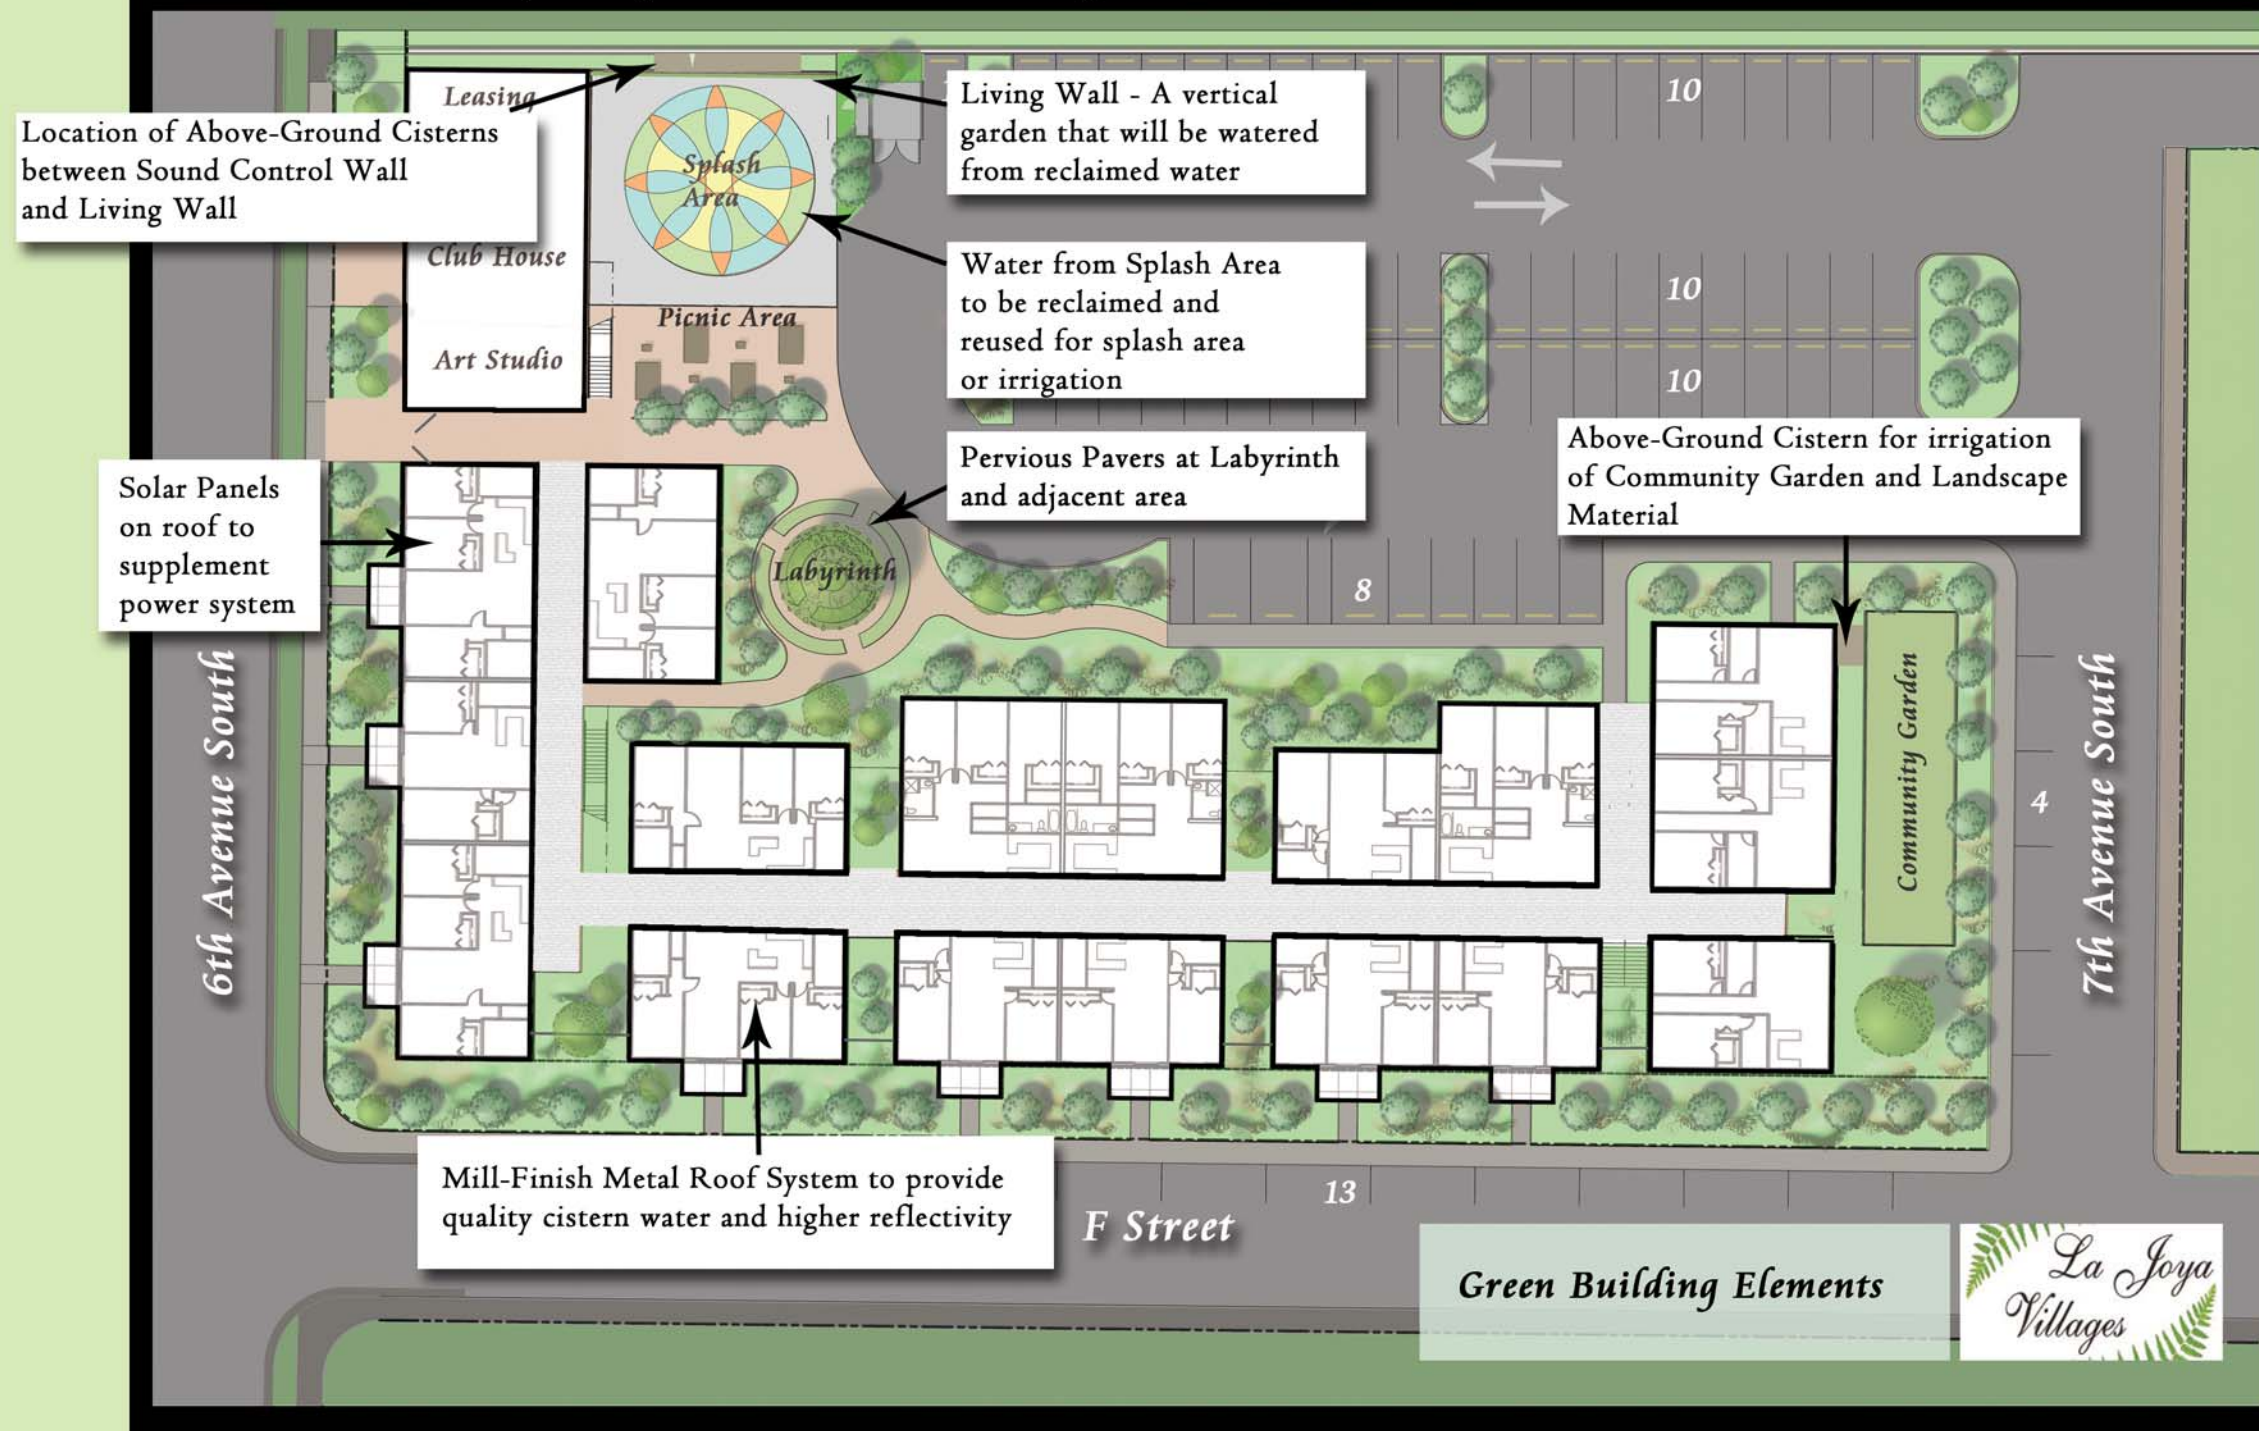 Leasing
Location of Above-Ground Cisterns
between Sound Control Wall
and Living Wall
Club House
Art Studio
Splash
Area
Picnic Area
Living Wall - A vertical
garden that will be watered
from reclaimed water
Water from Splash Area
to be reclaimed and
reused for splash area
or irrigation
10
10
10
Pervious Pavers at Labyrinth
and adjacent area
Above-Ground Cistern for irrigation
of Community Garden and Landscape
Material
Solar Panels
on roof to
supplement
power system
Labyrinth
8
6th Avenue South
Community Garden
4
7th Avenue South
Mill-Finish Metal Roof System to provide
quality cistern water and higher reflectivity
13
F Street
Green Building Elements
La Joya
Villages